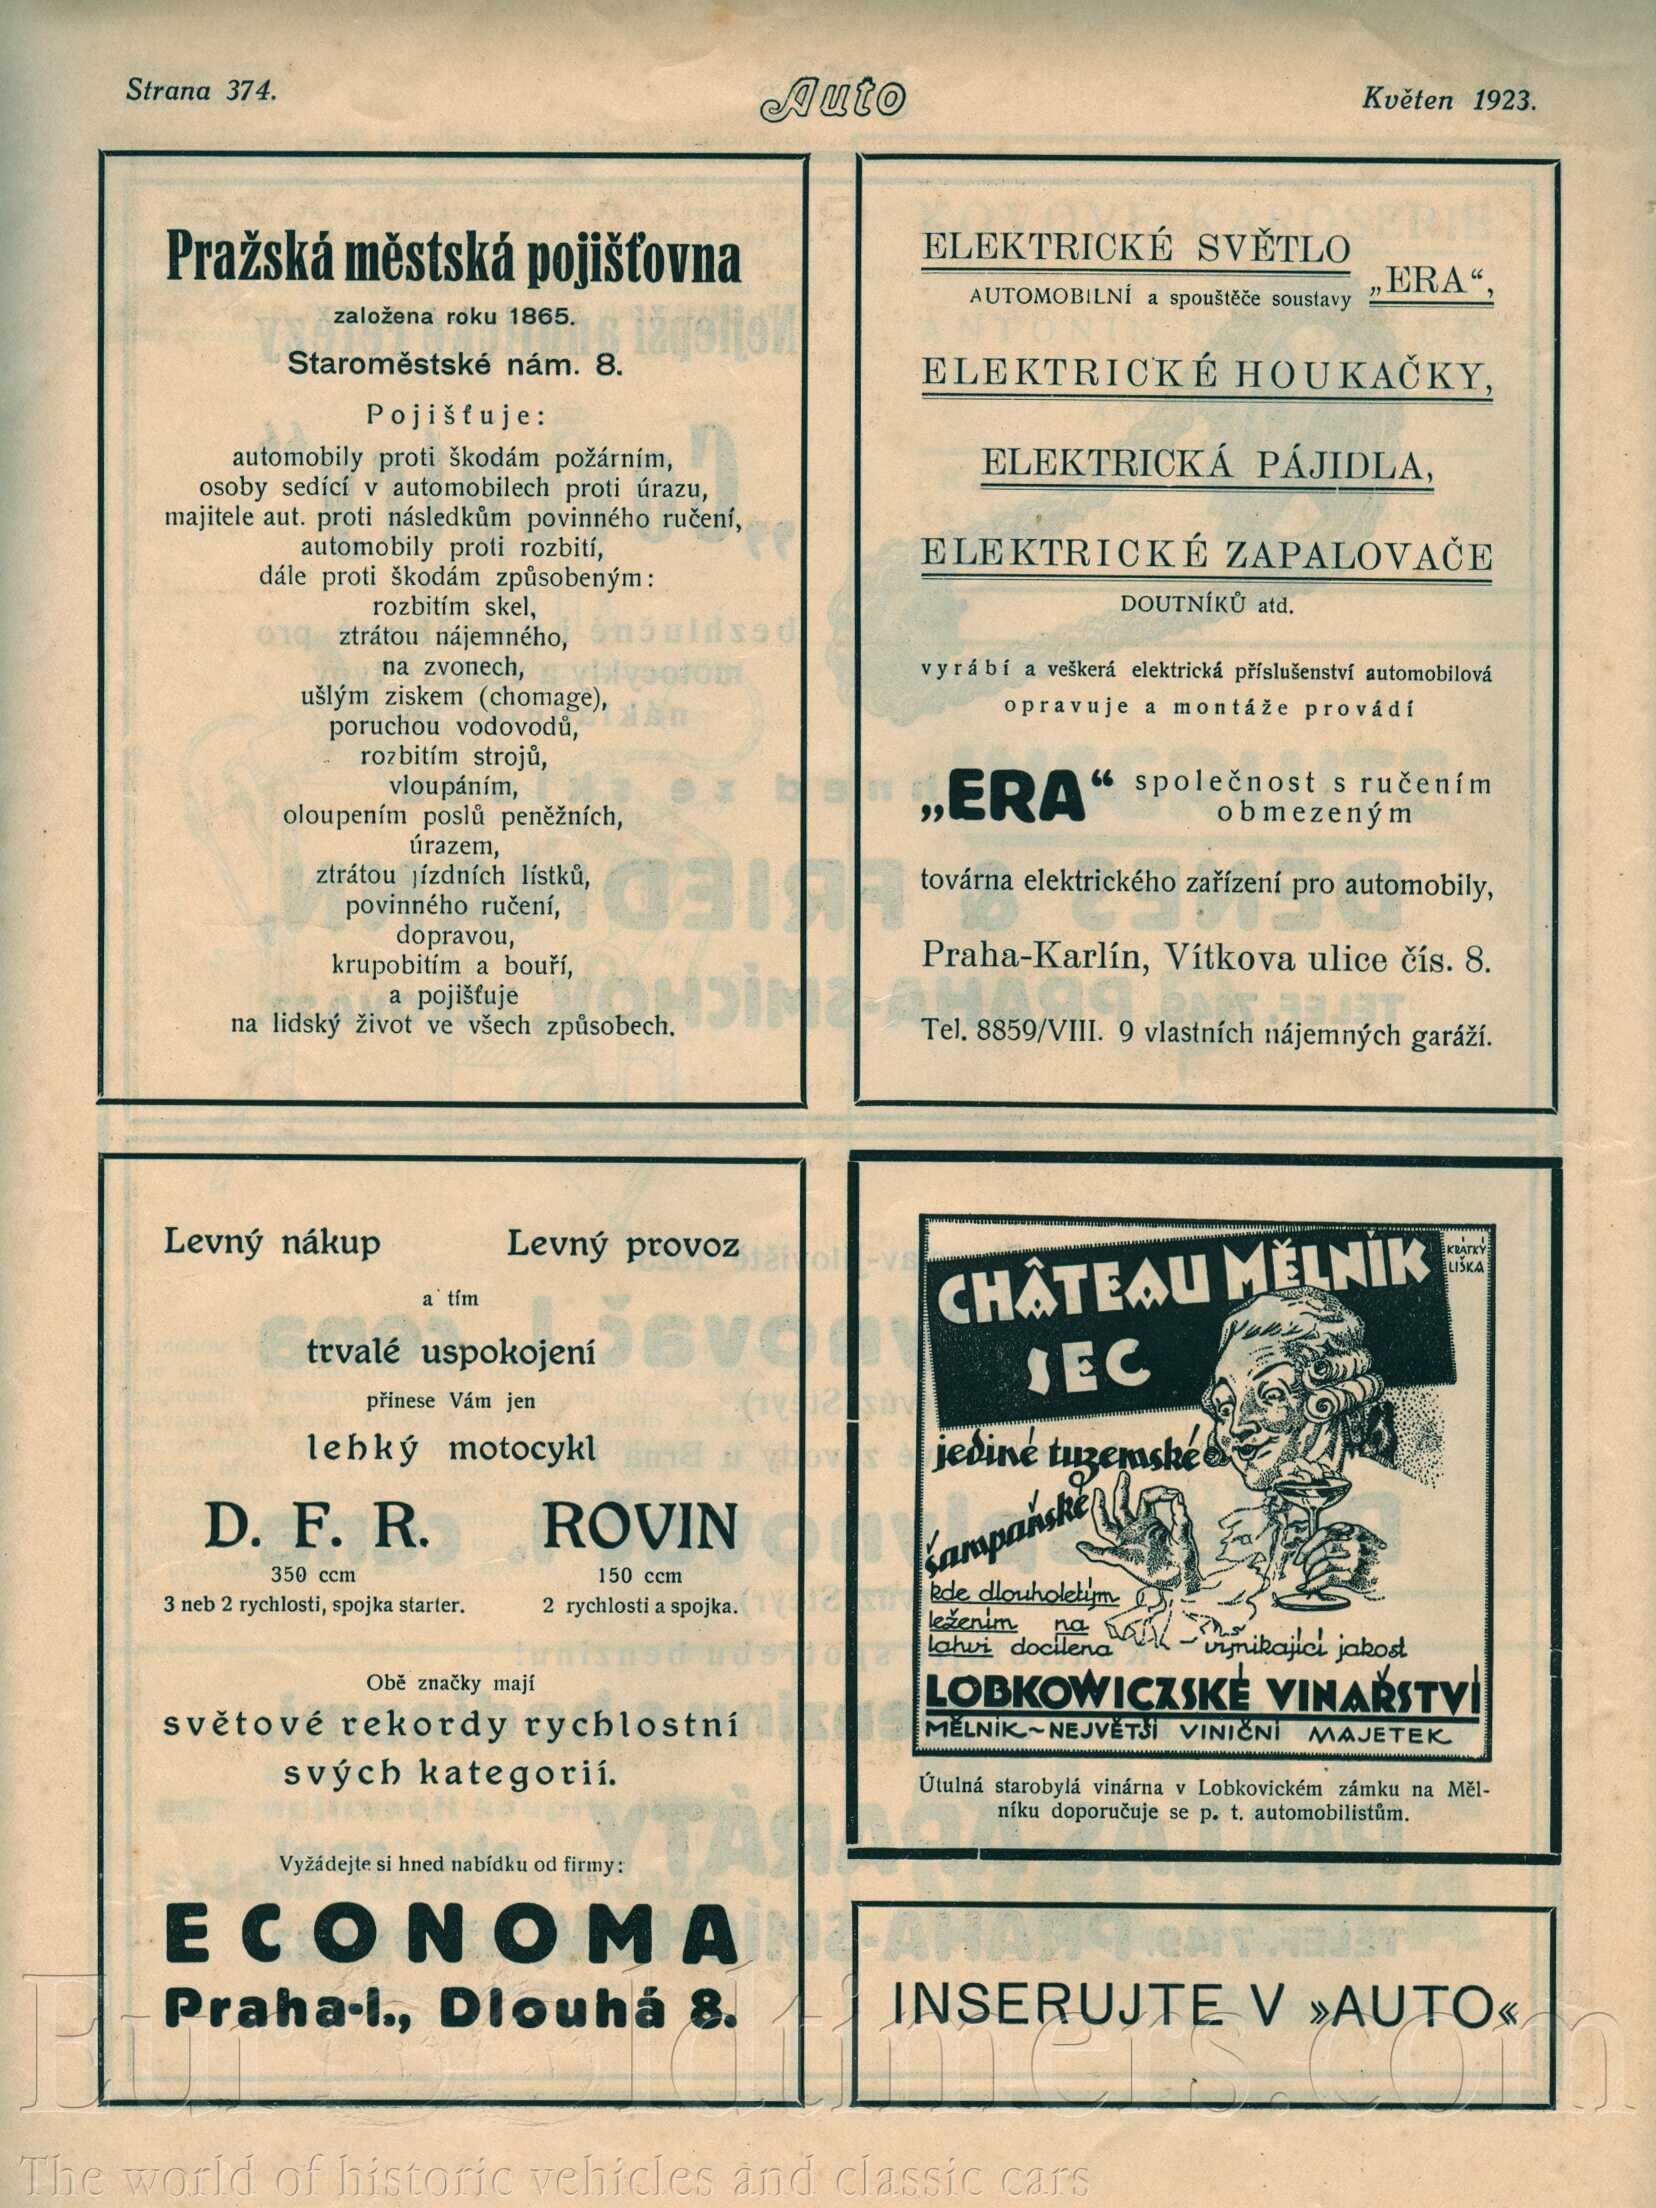 Strana 374.
Auto
Květen 1923.
Pražská městská pojišťovna
založena roku 1865.
Staroměstské nám. 8.
Pojišťuje:
automobily proti škodám požárním,
osoby sedící v automobilech proti úrazu,
majitele aut. proti následkům povinného ručení,
automobily proti rozbití,
dále proti škodám způsobeným:
rozbitím skel,
ztrátou nájemného,
na zvonech,
ušlým ziskem (chomage),
poruchou vodovodů,
rozbitím strojů,
vloupáním,
oloupením poslů peněžních,
úrazem,
ztrátou jízdních lístků,
povinného ručení,
dopravou,
krupobitím a bouří,
a pojišťuje
na lidský život ve všech způsobech.
ELEKTRICKÉ SVĚTLO
AUTOMOBILNÍ a spouštěče soustavy „ERA“,
ELEKTRICKÉ HOUKAČKY,
ELEKTRICKÁ PÁJIDLA,
ELEKTRICKÉ ZAPALOVAČE
DOUTNÍKŮ atd.
vyrábí a veškerá elektrická příslušenství automobilová
opravuje a montáže provádí
„ERA“ společnost s ručením
obmezeným
továrna elektrického zařízení pro automobily,
Praha-Karlín, Vítkova ulice čís. 8.
Tel. 8859/VIII. 9 vlastních nájemných garáží.
Levný nákup Levný provoz
a tím
trvalé uspokojení
přinese Vám jen
lehký motocykl
D. F. R. ROVIN
350 ccm 150 ccm
3 neb 2 rychlosti, spojka starter. 2 rychlosti a spojka.
Obě značky mají
světové rekordy rychlostní
svých kategorií.
Vyžádejte si hned nabídku od firmy:
ECONOMA
Praha-I., Dlouhá 8.
CHÂTEAU MĚLNÍK
KRÁTKÝ
LIŠKA
SEC
jediné tuzemské
šampaňské
kde dlouholetým
ležením na
lahvi docílena
– vynikající jakost
LOBKOWICZSKÉ VINAŘSTVÍ
MĚLNÍK~NEJVĚTŠÍ VINIČNÍ MAJETEK
Útulná starobylá vinárna v Lobkovickém zámku na Měl-
níku doporučuje se p. t. automobilistům.
INSERUJTE V »AUTO«
EuroOldtimers.com
The world of historic vehicles and classic cars